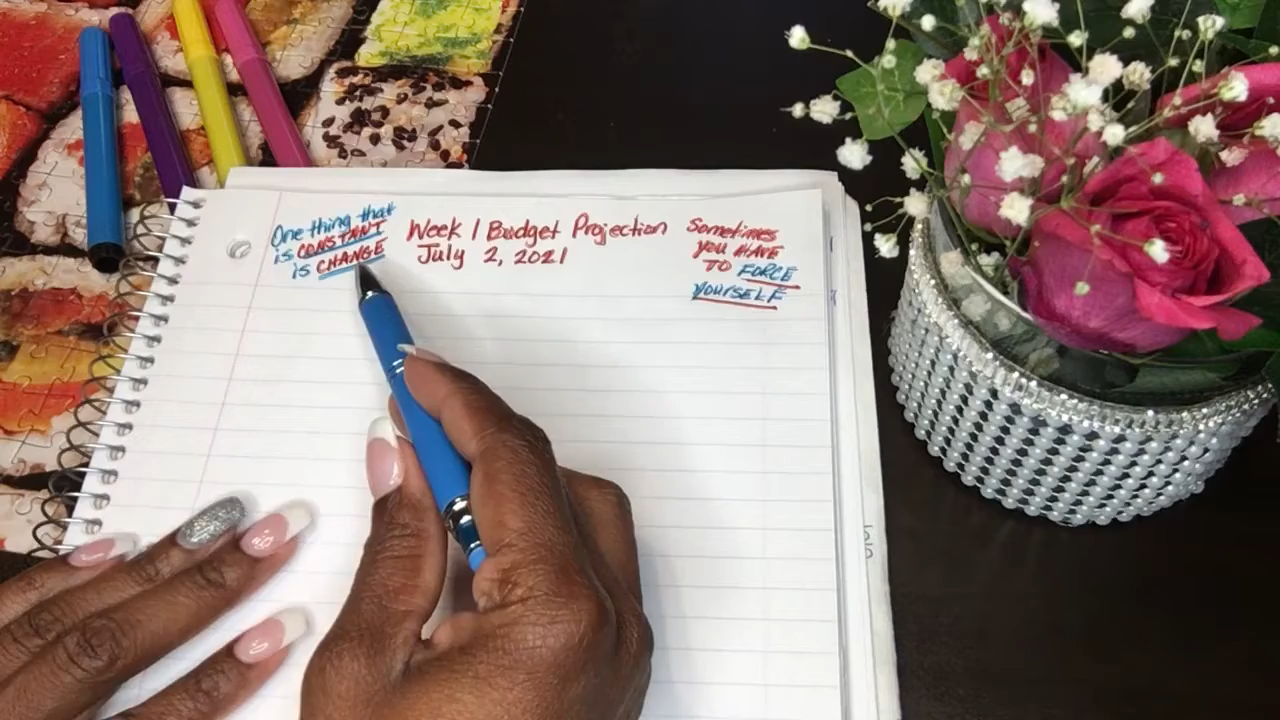 One thing that
is CONSTANT
is CHANGE
Week 1 Budget Projection
July 2, 2021
Sometimes
you HAVE
TO FORCE
YOURSELF